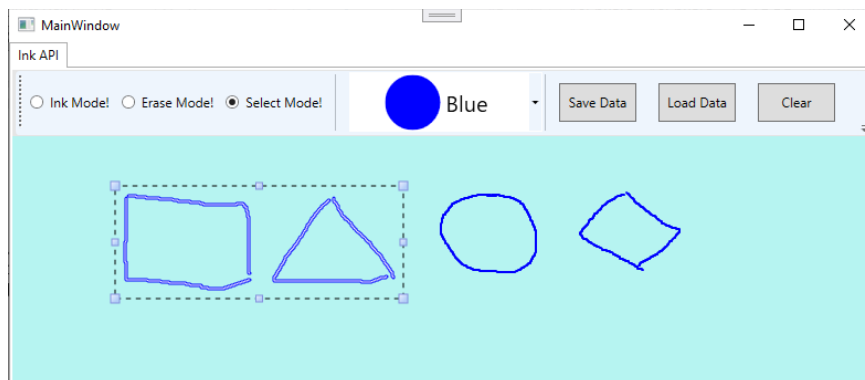 MainWindow
Ink API
Ink Mode! Erase Mode! Select Mode! Blue Save Data Load Data Clear